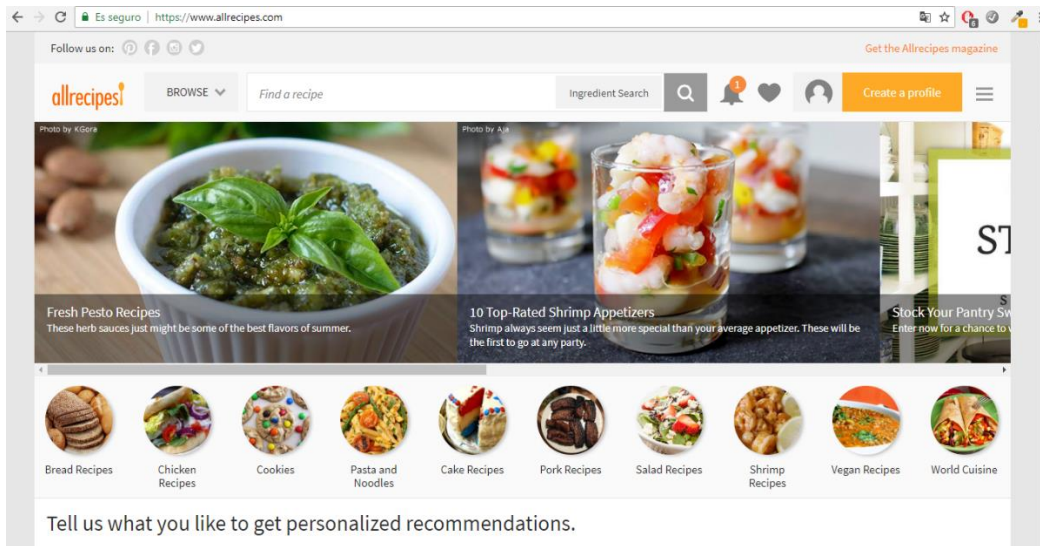 Es seguro | https://www.allrecipes.com
6
Follow us on:
Get the Allrecipes magazine
allrecipes
BROWSE
Find a recipe
Ingredient Search
1
Create a profile
Photo by KGora
Photo by Aja
ST
S
Fresh Pesto Recipes
These herb sauces just might be some of the best flavors of summer.
10 Top-Rated Shrimp Appetizers
Shrimp always seem just a little more special than your average appetizer. These will be
the first to go at any party.
Stock Your Pantry Sw
Enter now for a chance to
Bread Recipes
Chicken
Recipes
Cookies
Pasta and
Noodles
Cake Recipes
Pork Recipes
Salad Recipes
Shrimp
Recipes
Vegan Recipes
World Cuisine
Tell us what you like to get personalized recommendations.